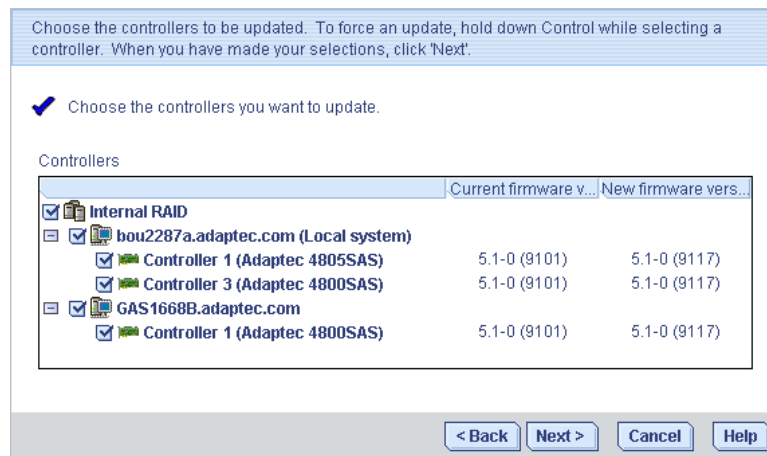 Choose the controllers to be updated. To force an update, hold down Control while selecting a
controller. When you have made your selections, click 'Next'.
Choose the controllers you want to update.
Controllers
Current firmware v... New firmware vers...
Internal RAID
bou2287a.adaptec.com (Local system)
Controller 1 (Adaptec 4805SAS) 5.1-0 (9101) 5.1-0 (9117)
Controller 3 (Adaptec 4800SAS) 5.1-0 (9101) 5.1-0 (9117)
GAS1668B.adaptec.com
Controller 1 (Adaptec 4800SAS) 5.1-0 (9101) 5.1-0 (9117)
< Back Next > Cancel Help